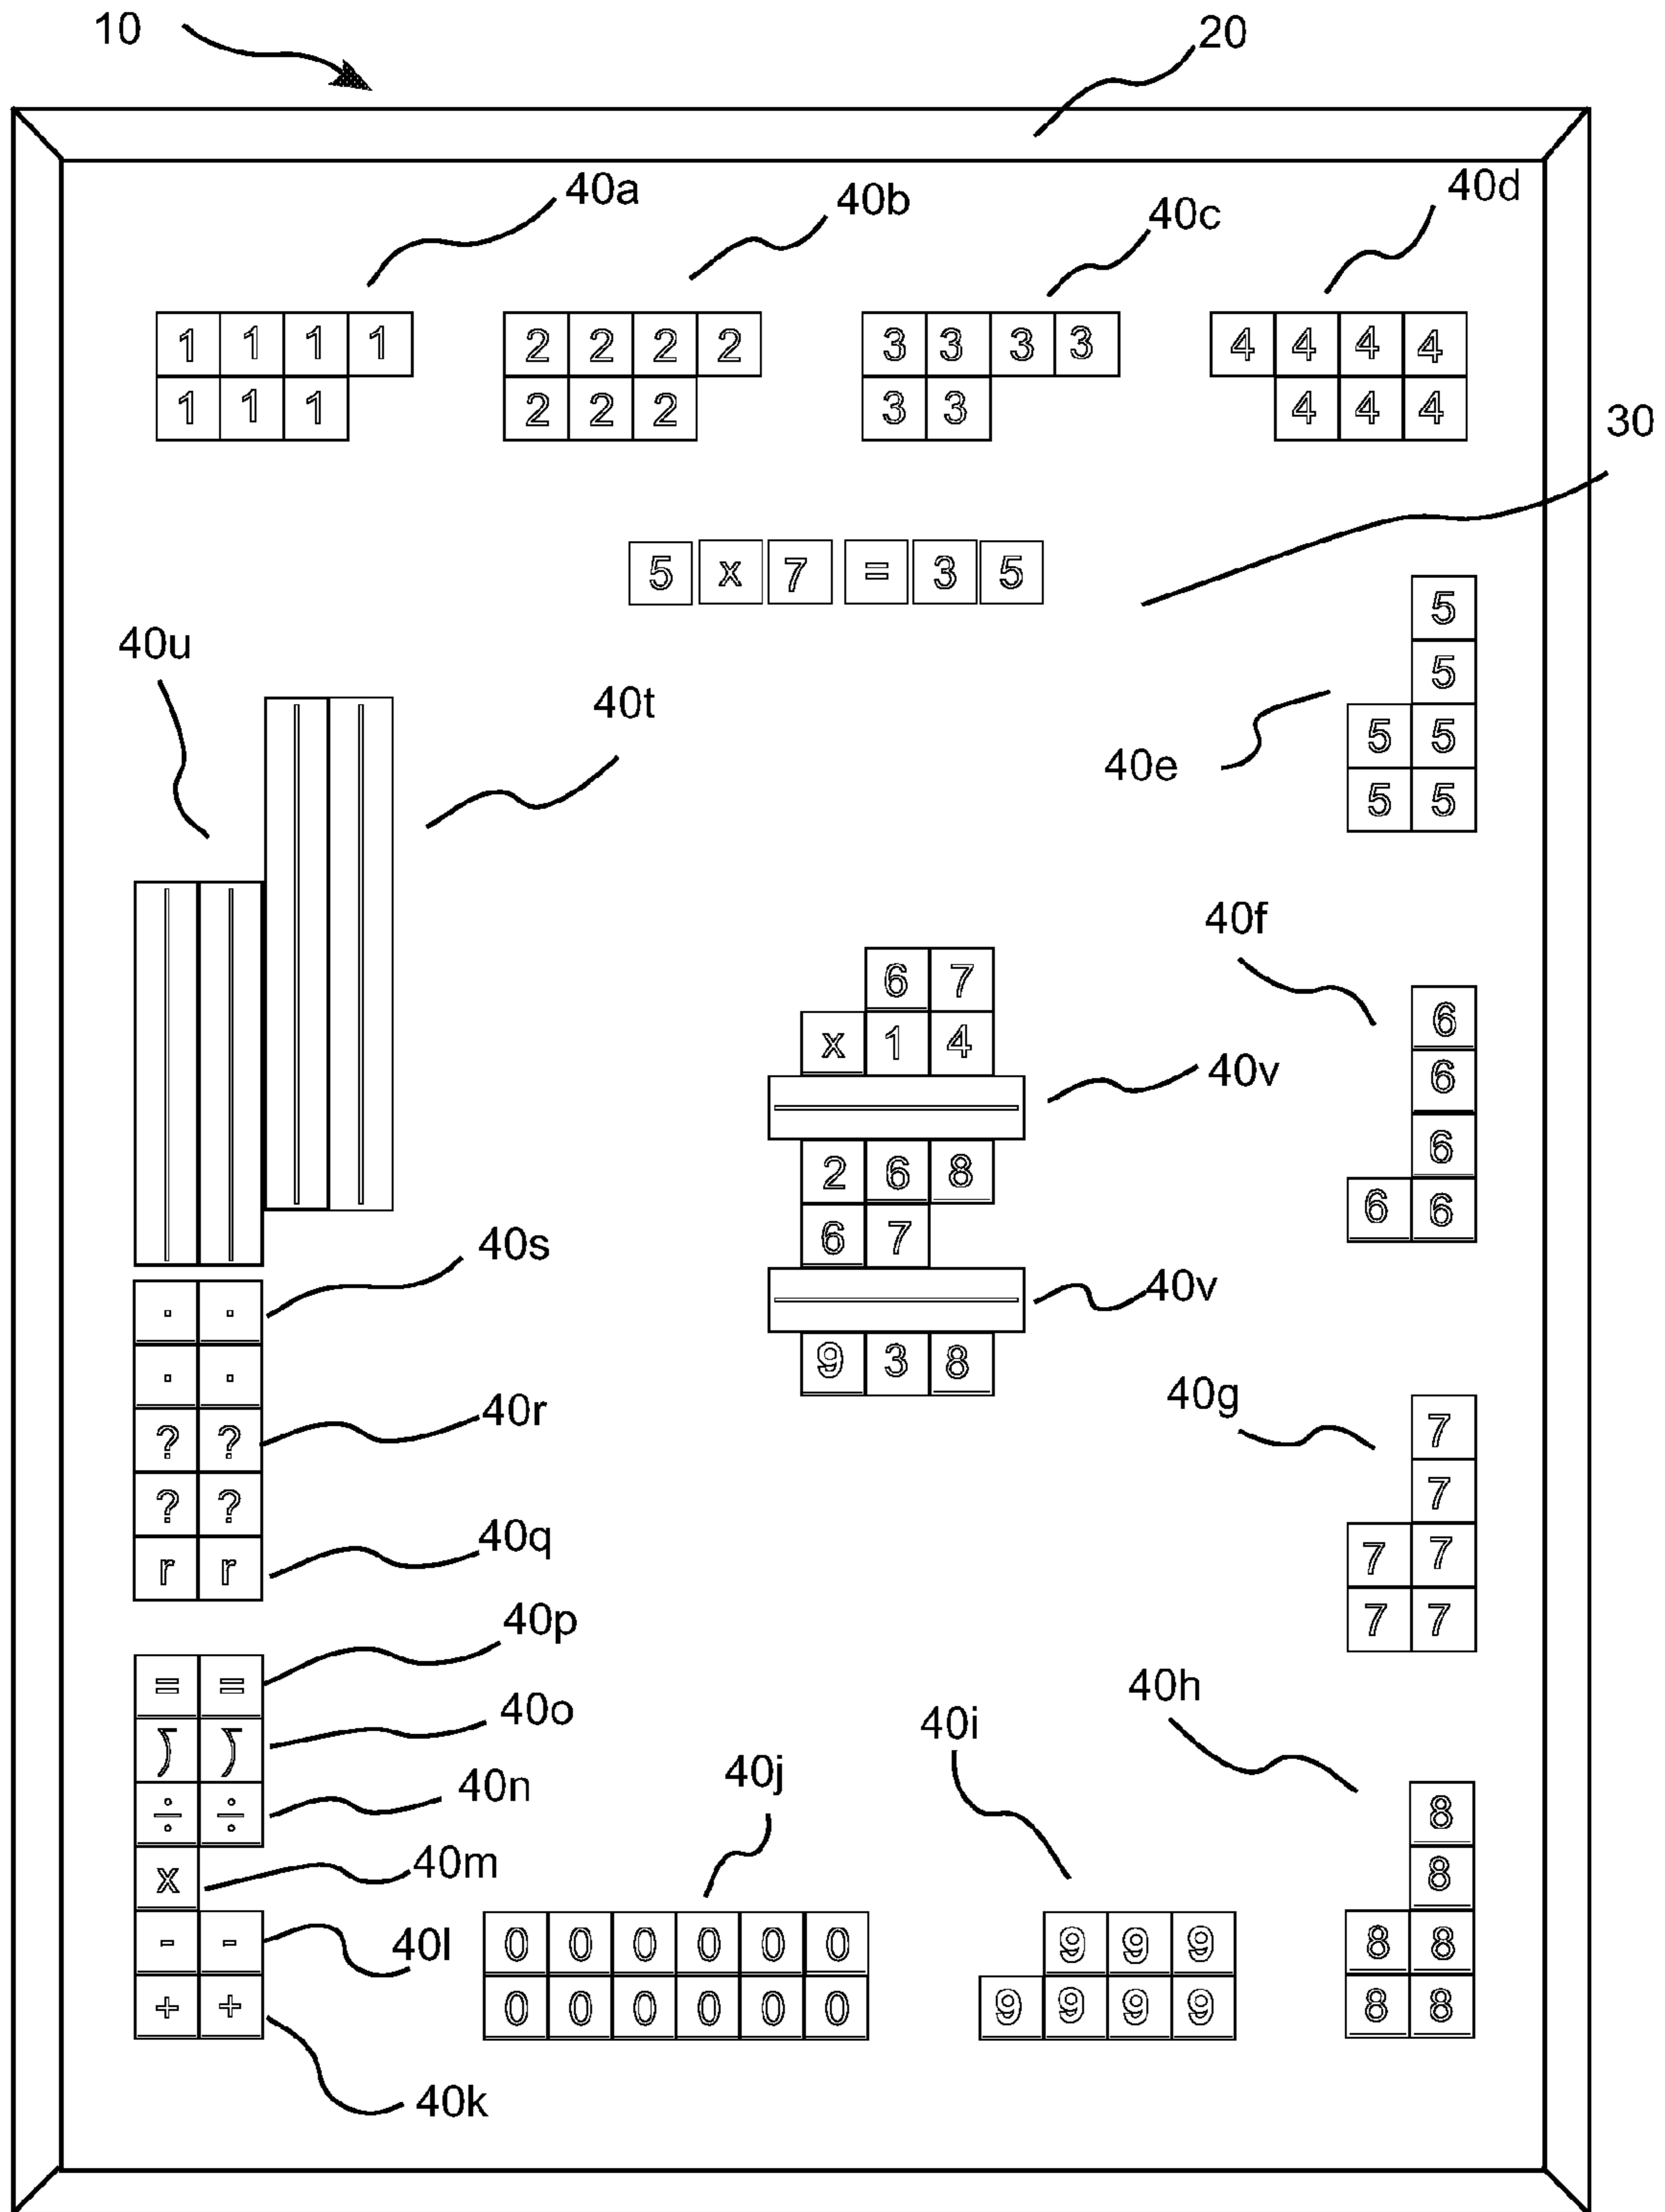 10
20
40a
40b
40c
40d
1 1 1 1
1 1 1
2 2 2 2
2 2 2
3 3 3 3
3 3
4 4 4 4
4 4 4
30
5 x 7 = 3 5
40e
5
5
5 5
5 5
40u
40t
40f
6
6
6
6 6
6 7
x 1 4
40v
2 6 8
6 7
40v
9 3 8
40s
. .
. .
40r
? ?
? ?
40q
r r
40g
7
7
7 7
7 7
40p
= =
40o
) )
40n
÷ ÷
40m
x
40l
- -
40k
+ +
40j
0 0 0 0 0 0
0 0 0 0 0 0
40i
9 9 9
9 9 9 9
40h
8
8
8 8
8 8